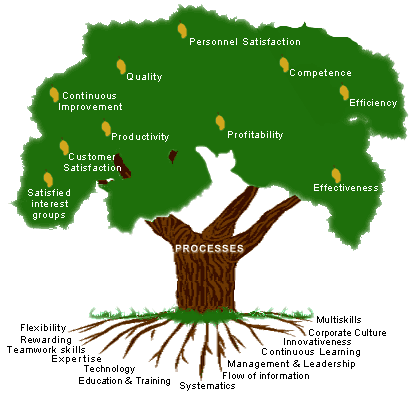 Personnel Satisfaction
Quality
Competence
Continuous
Improvement
Efficiency
Productivity
Profitability
Customer
Satisfaction
Satisfied
interest
groups
Effectiveness
PROCESSES
Flexibility
Rewarding
Teamwork skills
Expertise
Technology
Education & Training
Systematics
Flow of information
Management & Leadership
Continuous Learning
Innovativeness
Corporate Culture
Multiskills